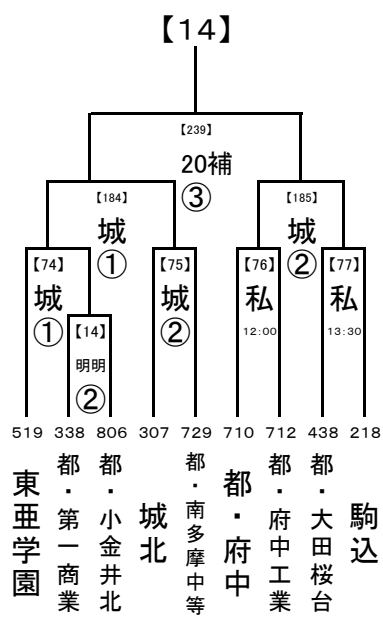 【14】
【239】
20補
③
【184】
城
①
【185】
城
②
【74】
城
①
【75】
城
②
【76】
私
12:00
【77】
私
13:30
【14】
明明
②
519 338 806 307 729 710 712 438 218
東亜学園
都・第一商業
都・小金井北
城北
都・南多摩中等
都・府中
都・府中工業
都・大田桜台
駒込